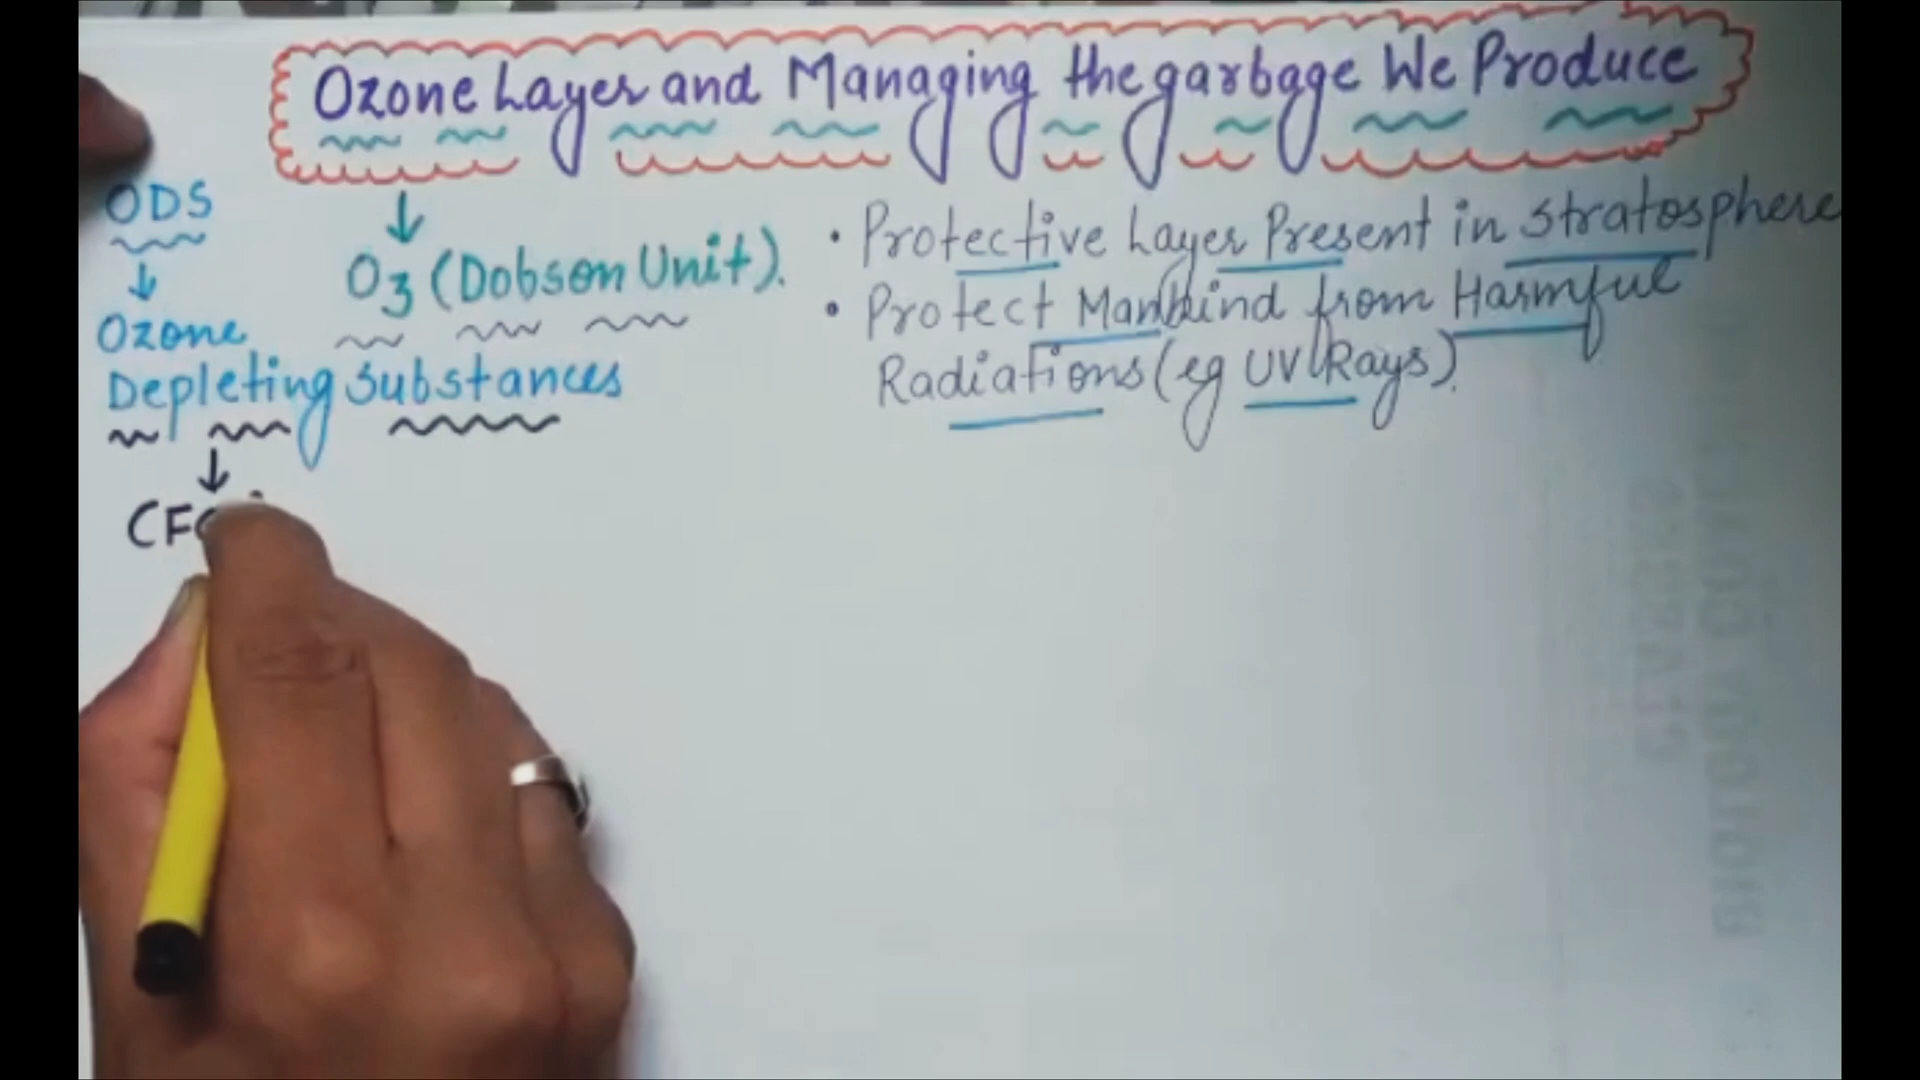 Ozone Layer and Managing the garbage We Produce
ODS
Ozone
Depleting Substances
CFC
O3 (Dobson Unit).
• Protective Layer Present in Stratosphere
• Protect Mankind from Harmful
Radiations (eg UV Rays).